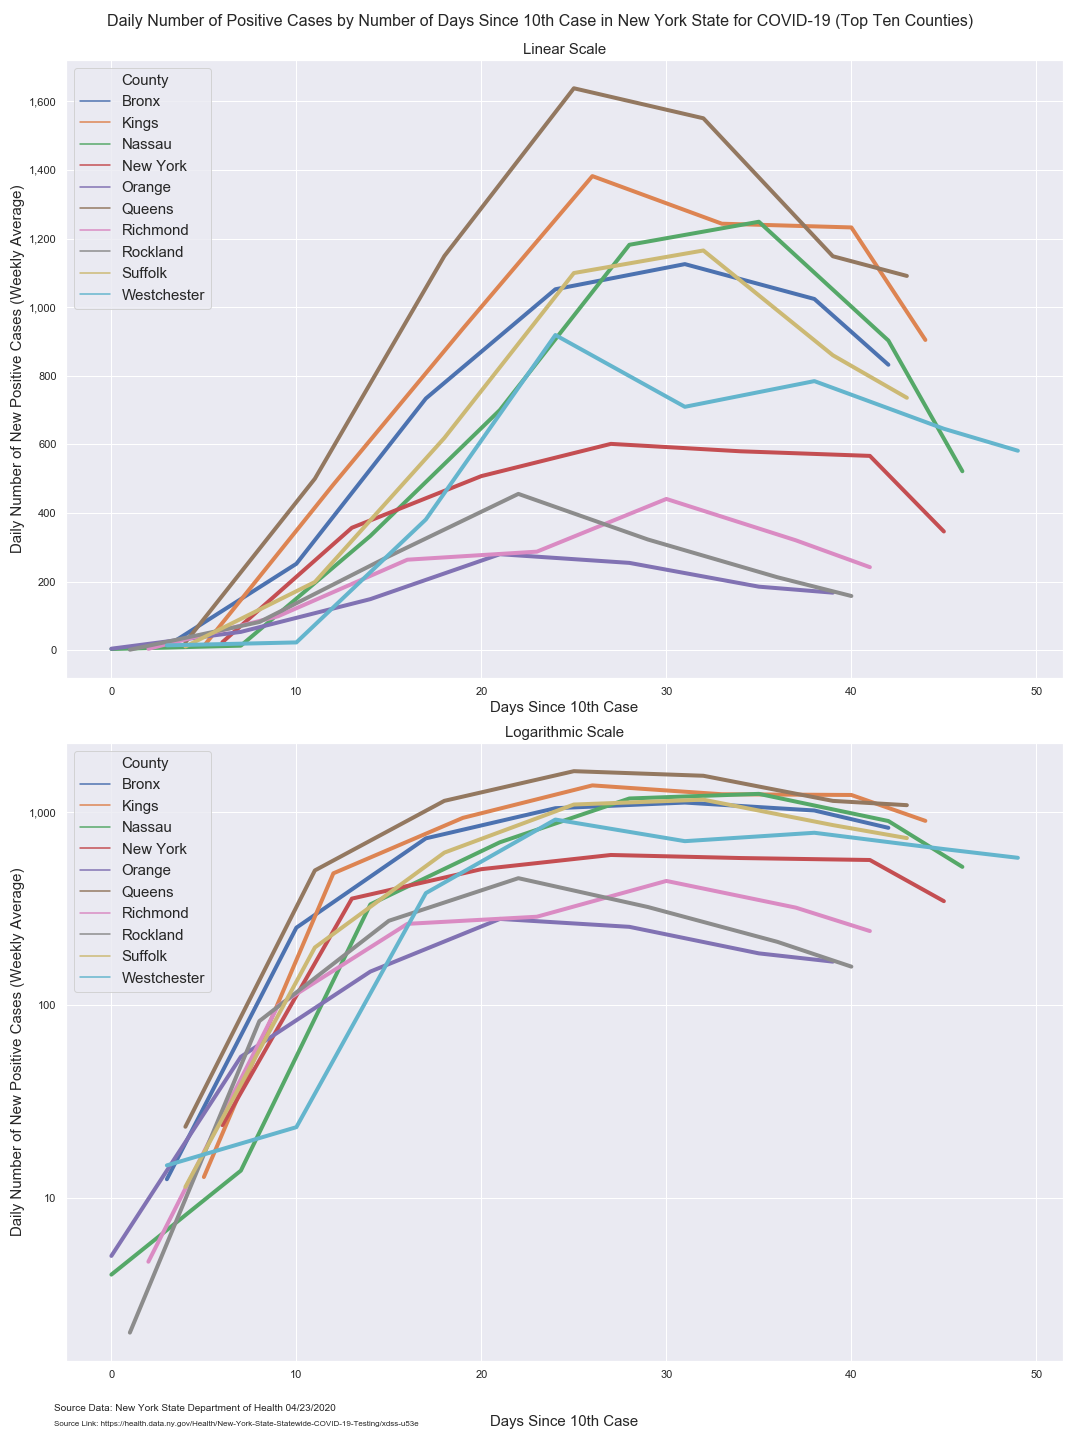 Daily Number of Positive Cases by Number of Days Since 10th Case in New York State for COVID-19 (Top Ten Counties)
Linear Scale
County
Bronx
Kings
Nassau
New York
Orange
Queens
Richmond
Rockland
Suffolk
Westchester
Daily Number of New Positive Cases (Weekly Average)
1,600
1,400
1,200
1,000
800
600
400
200
0
0 10 20 30 40 50
Days Since 10th Case
Logarithmic Scale
County
Bronx
Kings
Nassau
New York
Orange
Queens
Richmond
Rockland
Suffolk
Westchester
Daily Number of New Positive Cases (Weekly Average)
1,000
100
10
0 10 20 30 40 50
Days Since 10th Case
Source Data: New York State Department of Health 04/23/2020
Source Link: https://health.data.ny.gov/Health/New-York-State-Statewide-COVID-19-Testing/xdss-u53e